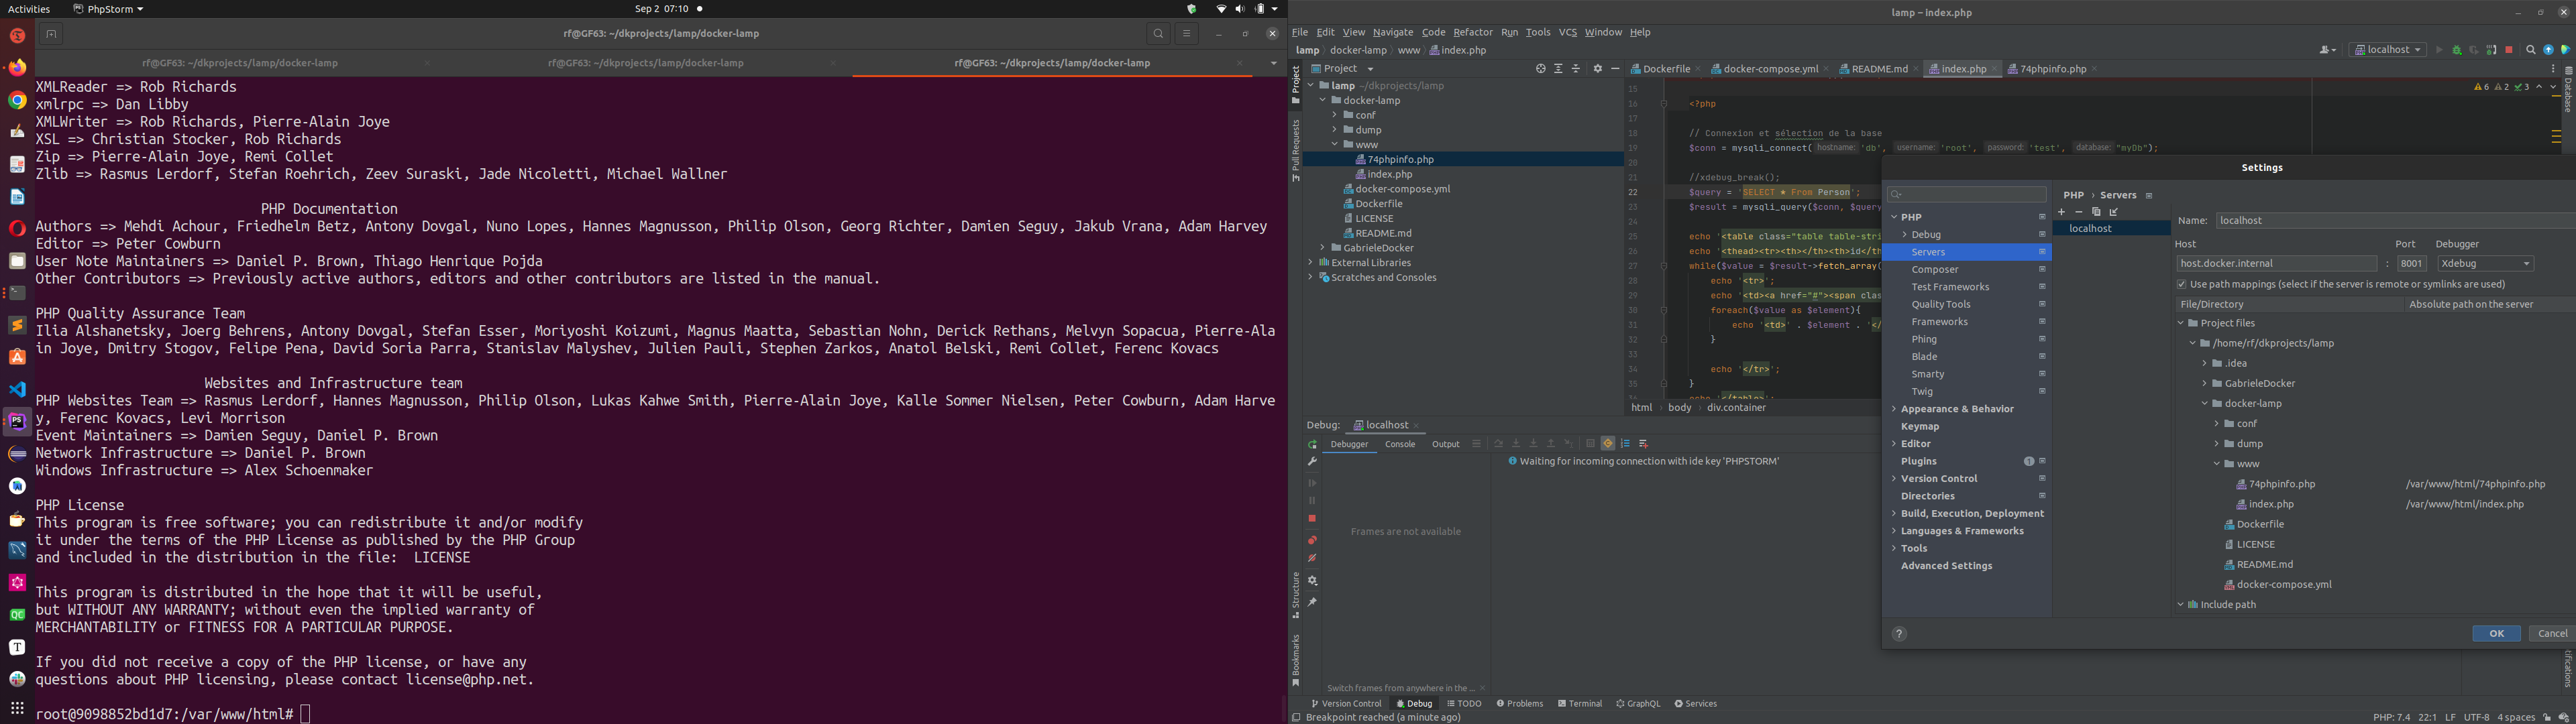 Activities
PhpStorm
Sep 2 07:10
rf@GF63: ~/dkprojects/lamp/docker-lamp
rf@GF63: ~/dkprojects/lamp/docker-lamp
rf@GF63: ~/dkprojects/lamp/docker-lamp
rf@GF63: ~/dkprojects/lamp/docker-lamp
XMLReader => Rob Richards
xmlrpc => Dan Libby
XMLWriter => Rob Richards, Pierre-Alain Joye
XSL => Christian Stocker, Rob Richards
Zip => Pierre-Alain Joye, Remi Collet
Zlib => Rasmus Lerdorf, Stefan Roehrich, Zeev Suraski, Jade Nicoletti, Michael Wallner
PHP Documentation
Authors => Mehdi Achour, Friedhelm Betz, Antony Dovgal, Nuno Lopes, Hannes Magnusson, Philip Olson, Georg Richter, Damien Seguy, Jakub Vrana, Adam Harvey
Editor => Peter Cowburn
User Note Maintainers => Daniel P. Brown, Thiago Henrique Pojda
Other Contributors => Previously active authors, editors and other contributors are listed in the manual.
PHP Quality Assurance Team
Ilia Alshanetsky, Joerg Behrens, Antony Dovgal, Stefan Esser, Moriyoshi Koizumi, Magnus Maatta, Sebastian Nohn, Derick Rethans, Melvyn Sopacua, Pierre-Ala
in Joye, Dmitry Stogov, Felipe Pena, David Soria Parra, Stanislav Malyshev, Julien Pauli, Stephen Zarkos, Anatol Belski, Remi Collet, Ferenc Kovacs
Websites and Infrastructure team
PHP Websites Team => Rasmus Lerdorf, Hannes Magnusson, Philip Olson, Lukas Kahwe Smith, Pierre-Alain Joye, Kalle Sommer Nielsen, Peter Cowburn, Adam Harve
y, Ferenc Kovacs, Levi Morrison
Event Maintainers => Damien Seguy, Daniel P. Brown
Network Infrastructure => Daniel P. Brown
Windows Infrastructure => Alex Schoenmaker
PHP License
This program is free software; you can redistribute it and/or modify
it under the terms of the PHP License as published by the PHP Group
and included in the distribution in the file:  LICENSE
This program is distributed in the hope that it will be useful,
but WITHOUT ANY WARRANTY; without even the implied warranty of
MERCHANTABILITY or FITNESS FOR A PARTICULAR PURPOSE.
If you did not receive a copy of the PHP license, or have any
questions about PHP licensing, please contact license@php.net.
root@9098852bd1d7:/var/www/html#
lamp – index.php
File Edit View Navigate Code Refactor Run Tools VCS Window Help
lamp docker-lamp www index.php
localhost
Project
Dockerfile docker-compose.yml README.md index.php 74phpinfo.php
Project
Pull Requests
Structure
Bookmarks
Database
lamp ~/dkprojects/lamp
docker-lamp
conf
dump
www
74phpinfo.php
index.php
docker-compose.yml
Dockerfile
LICENSE
README.md
GabrieleDocker
External Libraries
Scratches and Consoles
6 2 3
15
16 <?php
17
18 // Connexion et sélection de la base
19 $conn = mysqli_connect( hostname: 'db', username: 'root', password: 'test', database: "myDb");
20
21 //xdebug_break();
22 $query = 'SELECT * From Person';
23 $result = mysqli_query($conn, $query
24
25 echo '<table class="table table-stri
26 echo '<thead><tr><th></th><th>id</th
27 while($value = $result->fetch_array(
28 echo '<tr>';
29 echo '<td><a href="#"><span clas
30 foreach($value as $element){
31 echo '<td>' . $element . '</
32 }
33
34 echo '</tr>';
35 }
echo '</table>';
html body div.container
Debug: localhost
Debugger Console Output
Waiting for incoming connection with ide key 'PHPSTORM'
Frames are not available
Switch frames from anywhere in the ...
Version Control Debug TODO Problems Terminal GraphQL Services
Breakpoint reached (a minute ago)
PHP: 7.4 22:1 LF UTF-8 4 spaces
Settings
PHP
Debug
Servers
Composer
Test Frameworks
Quality Tools
Frameworks
Phing
Blade
Smarty
Twig
Appearance & Behavior
Keymap
Editor
Plugins 1
Version Control
Directories
Build, Execution, Deployment
Languages & Frameworks
Tools
Advanced Settings
PHP › Servers
localhost
Name: localhost
Host Port Debugger
host.docker.internal : 8001 Xdebug
Use path mappings (select if the server is remote or symlinks are used)
File/Directory Absolute path on the server
Project files
/home/rf/dkprojects/lamp
.idea
GabrieleDocker
docker-lamp
conf
dump
www
74phpinfo.php /var/www/html/74phpinfo.php
index.php /var/www/html/index.php
Dockerfile
LICENSE
README.md
docker-compose.yml
Include path
?
OK Cancel